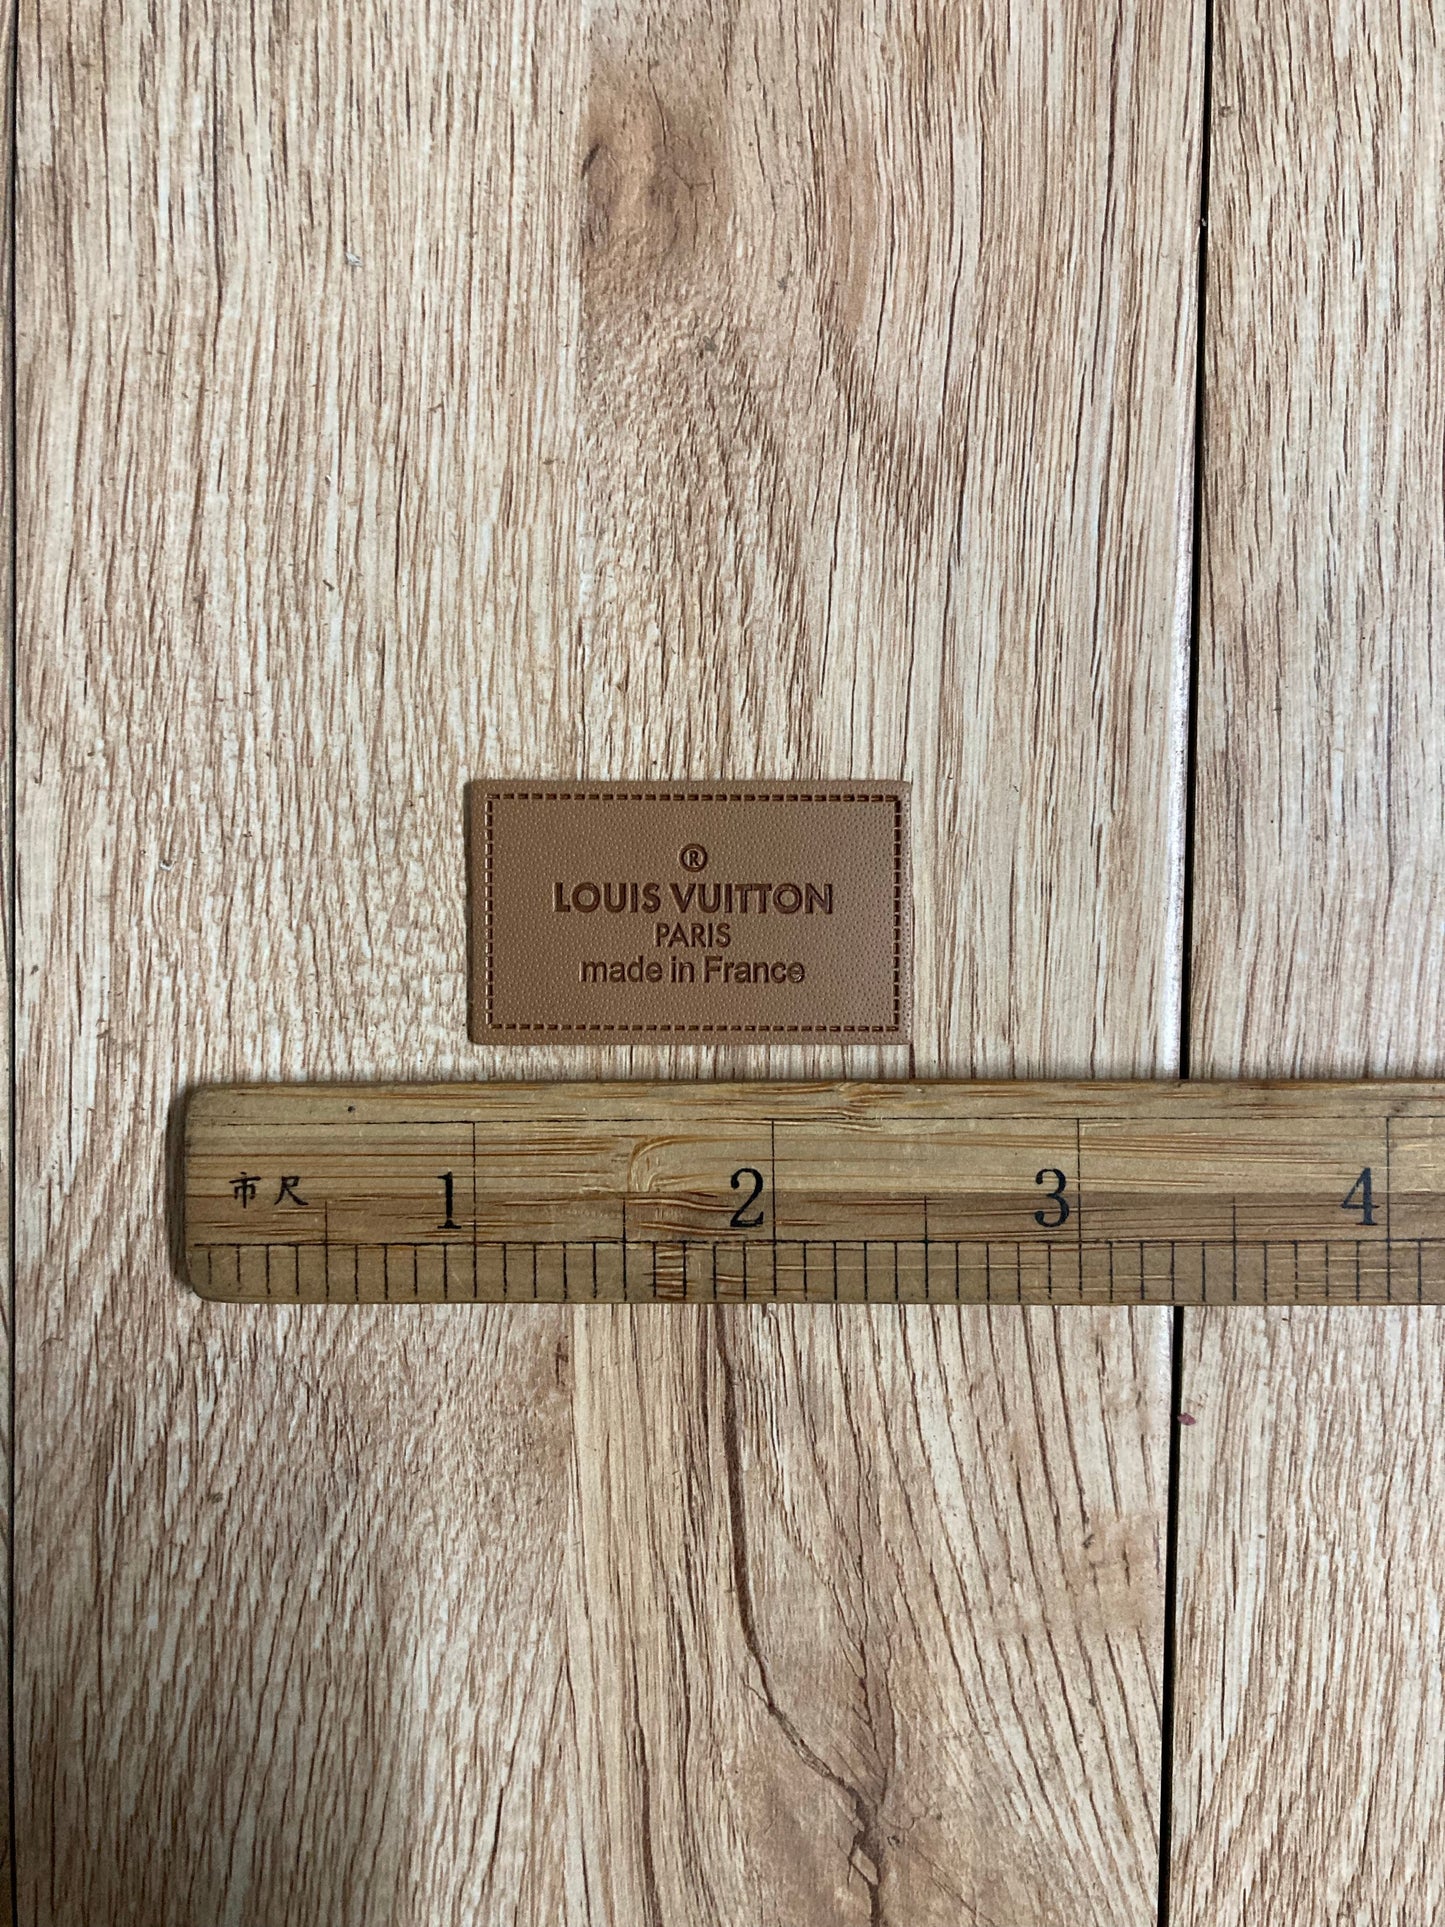 ®
LOUIS VUITTON
PARIS
made in France
市尺 1 2 3 4